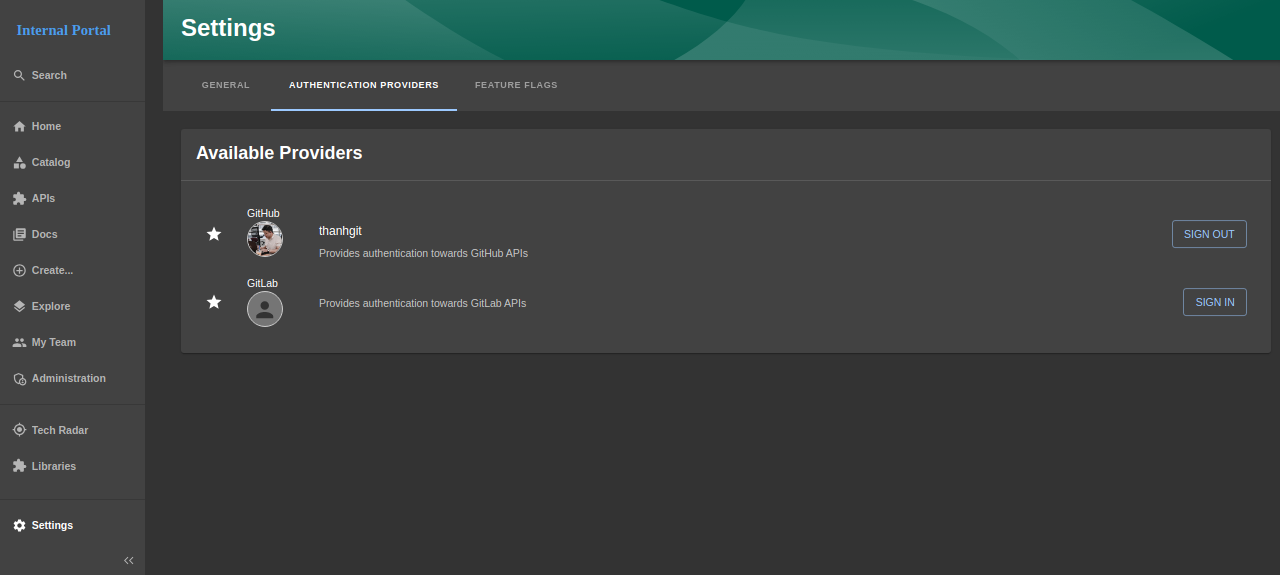 Internal Portal
Search
Home
Catalog
APIs
Docs
Create...
Explore
My Team
Administration
Tech Radar
Libraries
Settings
Settings
GENERAL AUTHENTICATION PROVIDERS FEATURE FLAGS
Available Providers
GitHub
thanhgit
Provides authentication towards GitHub APIs
SIGN OUT
GitLab
Provides authentication towards GitLab APIs
SIGN IN